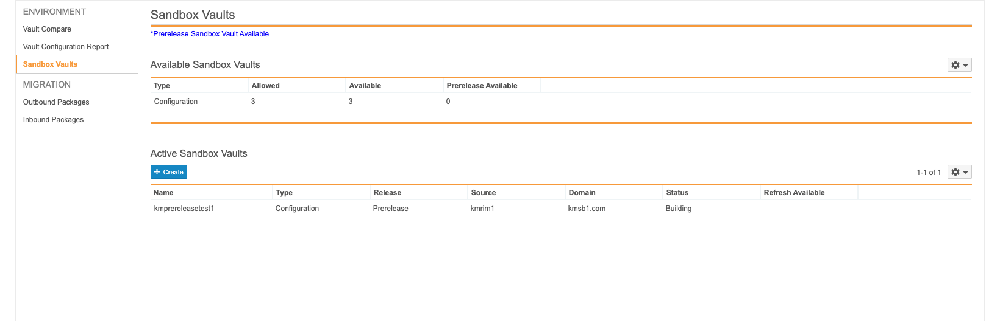 ENVIRONMENT
Vault Compare
Vault Configuration Report
Sandbox Vaults
MIGRATION
Outbound Packages
Inbound Packages
Sandbox Vaults
*Prerelease Sandbox Vault Available
Available Sandbox Vaults
Type Allowed Available Prerelease Available
Configuration 3 3 0
Active Sandbox Vaults
+ Create 1-1 of 1
Name Type Release Source Domain Status Refresh Available
kmprereleasetest1 Configuration Prerelease kmrim1 kmsb1.com Building